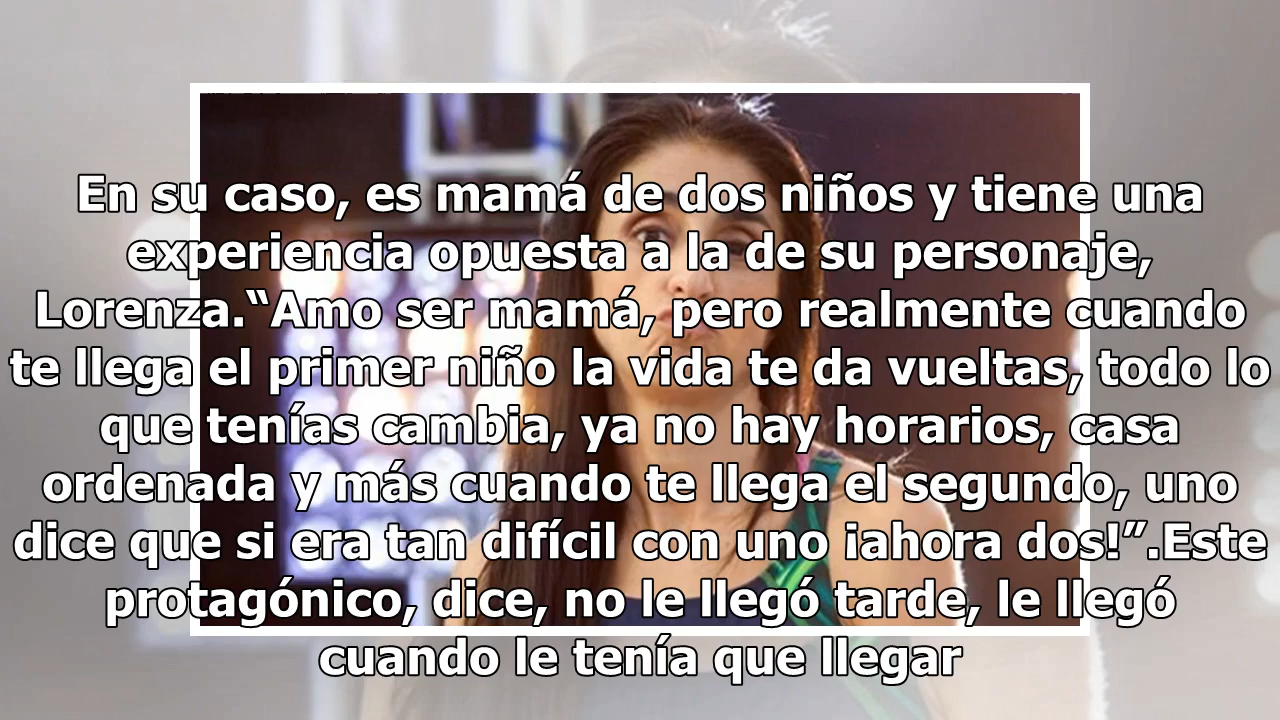 En su caso, es mamá de dos niños y tiene una
experiencia opuesta a la de su personaje,
Lorenza.“Amo ser mamá, pero realmente cuando
te llega el primer niño la vida te da vueltas, todo lo
que tenías cambia, ya no hay horarios, casa
ordenada y más cuando te llega el segundo, uno
dice que si era tan difícil con uno ¡ahora dos!”.Este
protagónico, dice, no le llegó tarde, le llegó
cuando le tenía que llegar